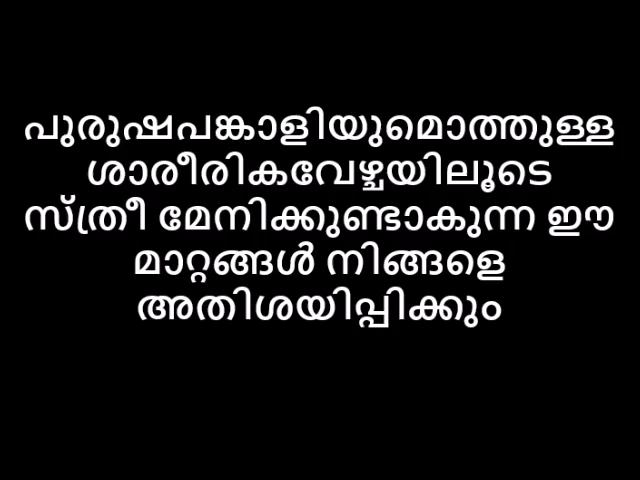 പുരുഷപങ്കാളിയുമൊത്തുള്ള
ശാരീരികവേഴ്ചയിലൂടെ
സ്ത്രീ മേനിക്കുണ്ടാകുന്ന ഈ
മാറ്റങ്ങൾ നിങ്ങളെ
അതിശയിപ്പിക്കും